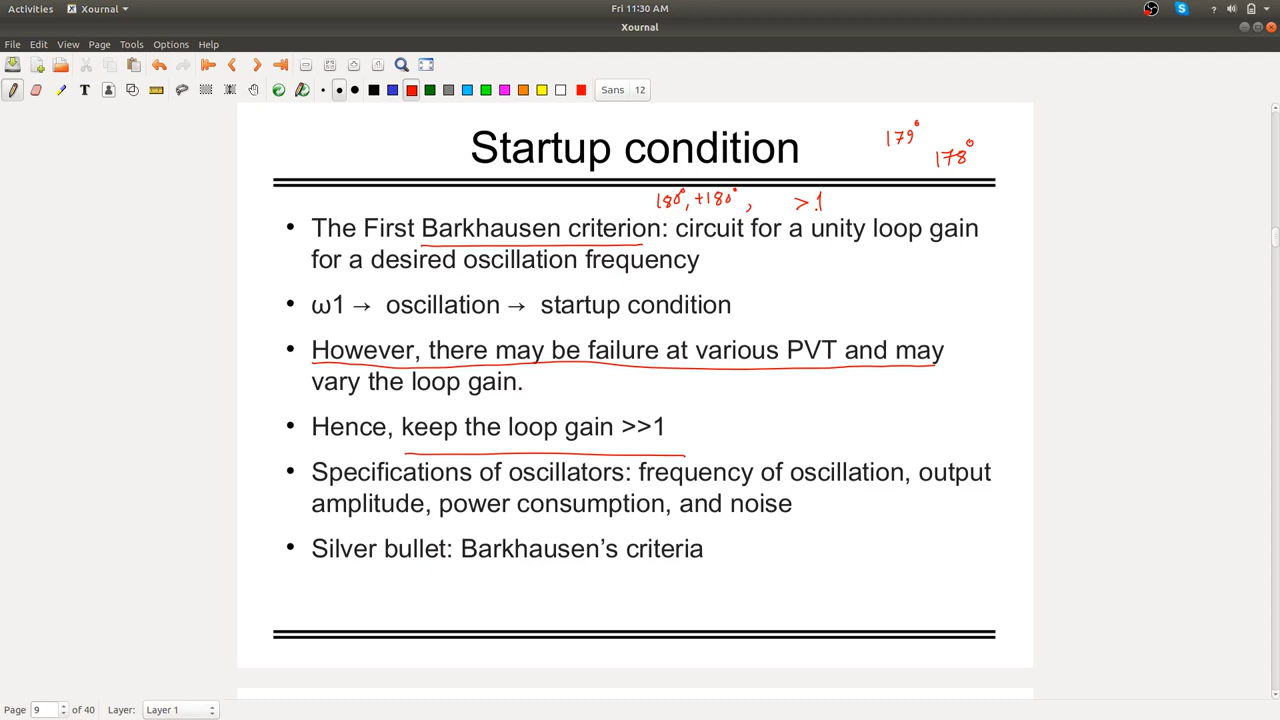 Activities
Xournal
Fri 11:30 AM
?
Xournal
File Edit View Page Tools Options Help
T
Sans 12
179°
Startup condition
178°
180°, +180°, >1
• The First Barkhausen criterion: circuit for a unity loop gain
for a desired oscillation frequency
• ω1 → oscillation → startup condition
• However, there may be failure at various PVT and may
vary the loop gain.
• Hence, keep the loop gain >>1
• Specifications of oscillators: frequency of oscillation, output
amplitude, power consumption, and noise
• Silver bullet: Barkhausen’s criteria
Page 9 of 40 Layer: Layer 1